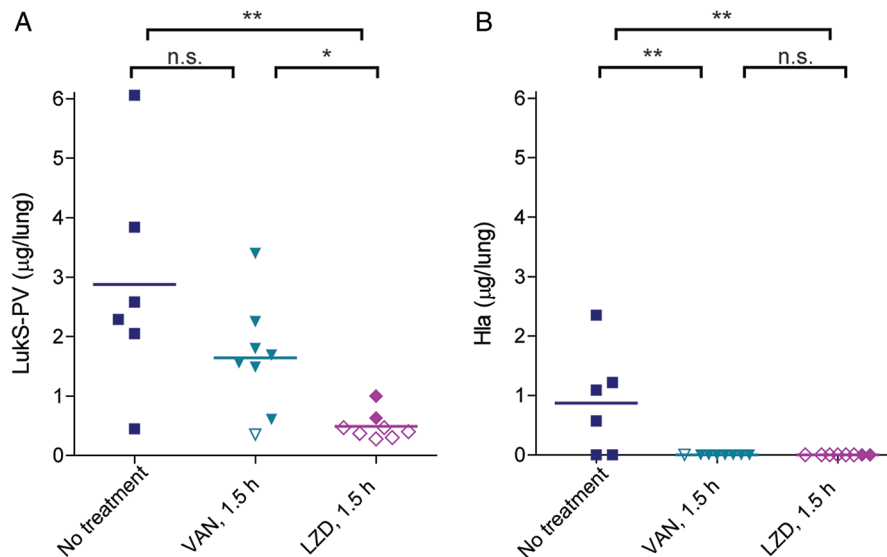 A
**
n.s.
*
6
5
4
3
2
1
0
LukS-PV (μg/lung)
No treatment
VAN, 1.5 h
LZD, 1.5 h
B
**
**
n.s.
6
5
4
3
2
1
0
Hla (μg/lung)
No treatment
VAN, 1.5 h
LZD, 1.5 h